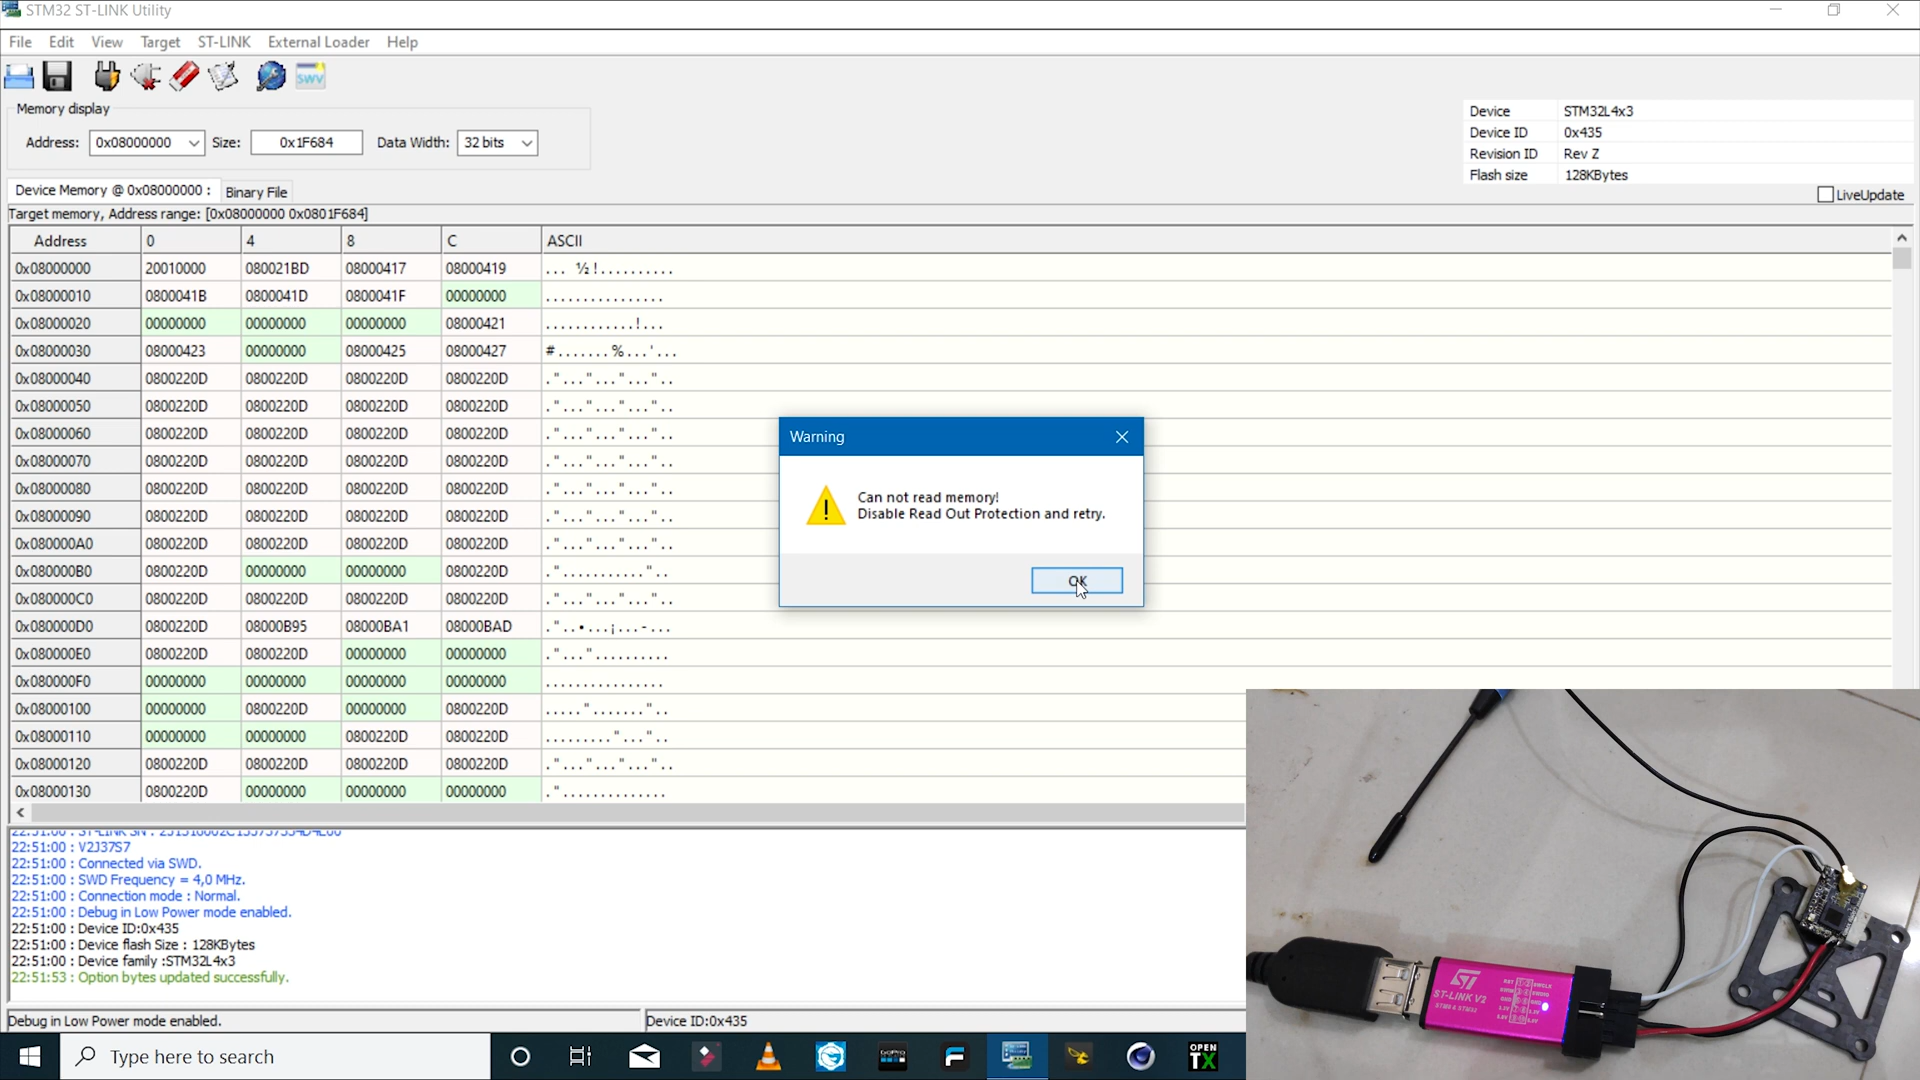 STM32 ST-LINK Utility
File Edit View Target ST-LINK External Loader Help
SWV
Memory display
Address: 0x08000000 Size: 0x1F684 Data Width: 32 bits
Device STM32L4x3
Device ID 0x435
Revision ID Rev Z
Flash size 128KBytes
Device Memory @ 0x08000000 : Binary File
LiveUpdate
Target memory, Address range: [0x08000000 0x0801F684]
Address 0 4 8 C ASCII
0x08000000 20010000 080021BD 08000417 08000419 ... ½!..........
0x08000010 0800041B 0800041D 0800041F 00000000 ................
0x08000020 00000000 00000000 00000000 08000421 ............!...
0x08000030 08000423 00000000 08000425 08000427 #.......%...'...
0x08000040 0800220D 0800220D 0800220D 0800220D ."..."..."..."..
0x08000050 0800220D 0800220D 0800220D 0800220D ."..."..."..."..
0x08000060 0800220D 0800220D 0800220D 0800220D ."..."..."..."..
0x08000070 0800220D 0800220D 0800220D 0800220D ."..."..."..."..
0x08000080 0800220D 0800220D 0800220D 0800220D ."..."..."..."..
0x08000090 0800220D 0800220D 0800220D 0800220D ."..."..."..."..
0x080000A0 0800220D 0800220D 0800220D 0800220D ."..."..."..."..
0x080000B0 0800220D 00000000 00000000 0800220D ."..........."..
0x080000C0 0800220D 0800220D 0800220D 0800220D ."..."..."..."..
0x080000D0 0800220D 08000B95 08000BA1 08000BAD ."..•...¡...-...
0x080000E0 0800220D 0800220D 00000000 00000000 ."..."..........
0x080000F0 00000000 00000000 00000000 00000000 ................
0x08000100 00000000 0800220D 00000000 0800220D ....."......."..
0x08000110 00000000 00000000 0800220D 0800220D ........."..."..
0x08000120 0800220D 0800220D 0800220D 0800220D ."..."..."..."..
0x08000130 0800220D 00000000 00000000 00000000 ."..............
Warning
Can not read memory!
Disable Read Out Protection and retry.
OK
22:51:00 : V2J37S7
22:51:00 : Connected via SWD.
22:51:00 : SWD Frequency = 4,0 MHz.
22:51:00 : Connection mode : Normal.
22:51:00 : Debug in Low Power mode enabled.
22:51:00 : Device ID:0x435
22:51:00 : Device flash Size : 128KBytes
22:51:00 : Device family :STM32L4x3
22:51:53 : Option bytes updated successfully.
Debug in Low Power mode enabled. Device ID:0x435
ST-LINK V2
STM8 & STM32
Type here to search
GoPro
OPEN TX